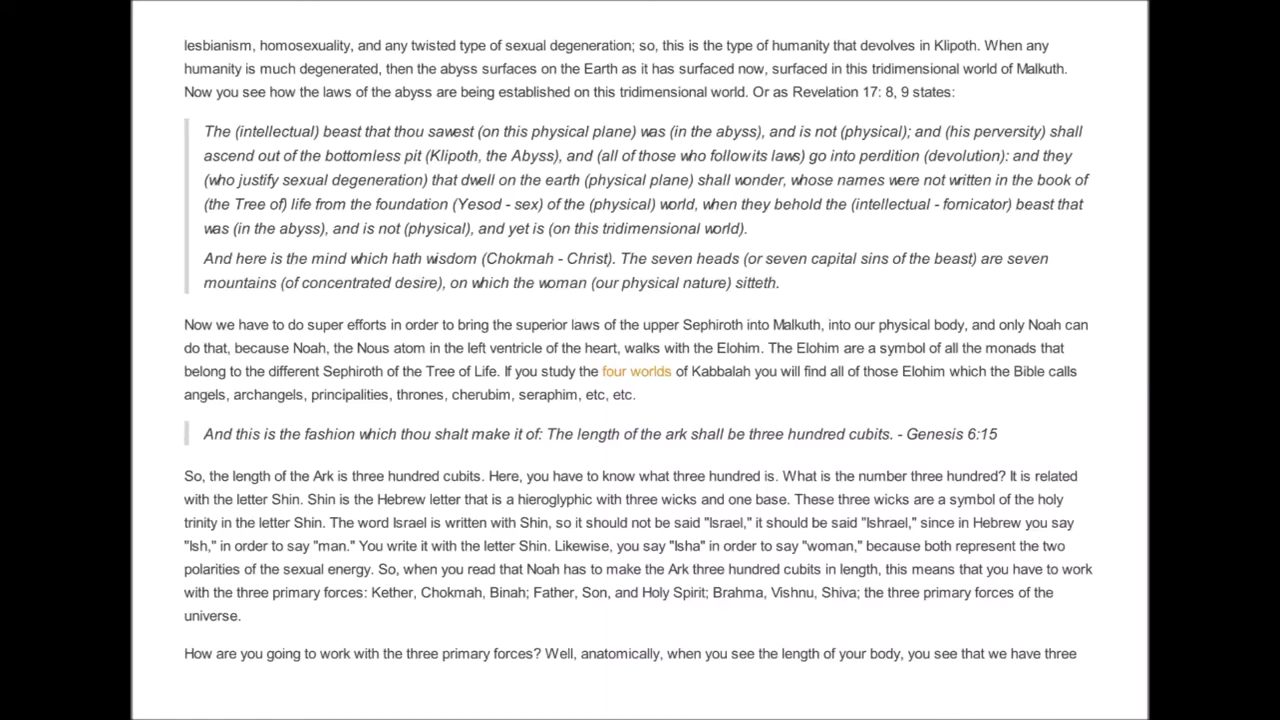 lesbianism, homosexuality, and any twisted type of sexual degeneration; so, this is the type of humanity that devolves in Klipoth. When any
humanity is much degenerated, then the abyss surfaces on the Earth as it has surfaced now, surfaced in this tridimensional world of Malkuth.
Now you see how the laws of the abyss are being established on this tridimensional world. Or as Revelation 17: 8, 9 states:
The (intellectual) beast that thou sawest (on this physical plane) was (in the abyss), and is not (physical); and (his perversity) shall
ascend out of the bottomless pit (Klipoth, the Abyss), and (all of those who follow its laws) go into perdition (devolution): and they
(who justify sexual degeneration) that dwell on the earth (physical plane) shall wonder, whose names were not written in the book of
(the Tree of) life from the foundation (Yesod - sex) of the (physical) world, when they behold the (intellectual - fornicator) beast that
was (in the abyss), and is not (physical), and yet is (on this tridimensional world).
And here is the mind which hath wisdom (Chokmah - Christ). The seven heads (or seven capital sins of the beast) are seven
mountains (of concentrated desire), on which the woman (our physical nature) sitteth.
Now we have to do super efforts in order to bring the superior laws of the upper Sephiroth into Malkuth, into our physical body, and only Noah can
do that, because Noah, the Nous atom in the left ventricle of the heart, walks with the Elohim. The Elohim are a symbol of all the monads that
belong to the different Sephiroth of the Tree of Life. If you study the four worlds of Kabbalah you will find all of those Elohim which the Bible calls
angels, archangels, principalities, thrones, cherubim, seraphim, etc, etc.
And this is the fashion which thou shalt make it of: The length of the ark shall be three hundred cubits. - Genesis 6:15
So, the length of the Ark is three hundred cubits. Here, you have to know what three hundred is. What is the number three hundred? It is related
with the letter Shin. Shin is the Hebrew letter that is a hieroglyphic with three wicks and one base. These three wicks are a symbol of the holy
trinity in the letter Shin. The word Israel is written with Shin, so it should not be said "Israel," it should be said "Ishrael," since in Hebrew you say
"Ish," in order to say "man." You write it with the letter Shin. Likewise, you say "Isha" in order to say "woman," because both represent the two
polarities of the sexual energy. So, when you read that Noah has to make the Ark three hundred cubits in length, this means that you have to work
with the three primary forces: Kether, Chokmah, Binah; Father, Son, and Holy Spirit; Brahma, Vishnu, Shiva; the three primary forces of the
universe.
How are you going to work with the three primary forces? Well, anatomically, when you see the length of your body, you see that we have three